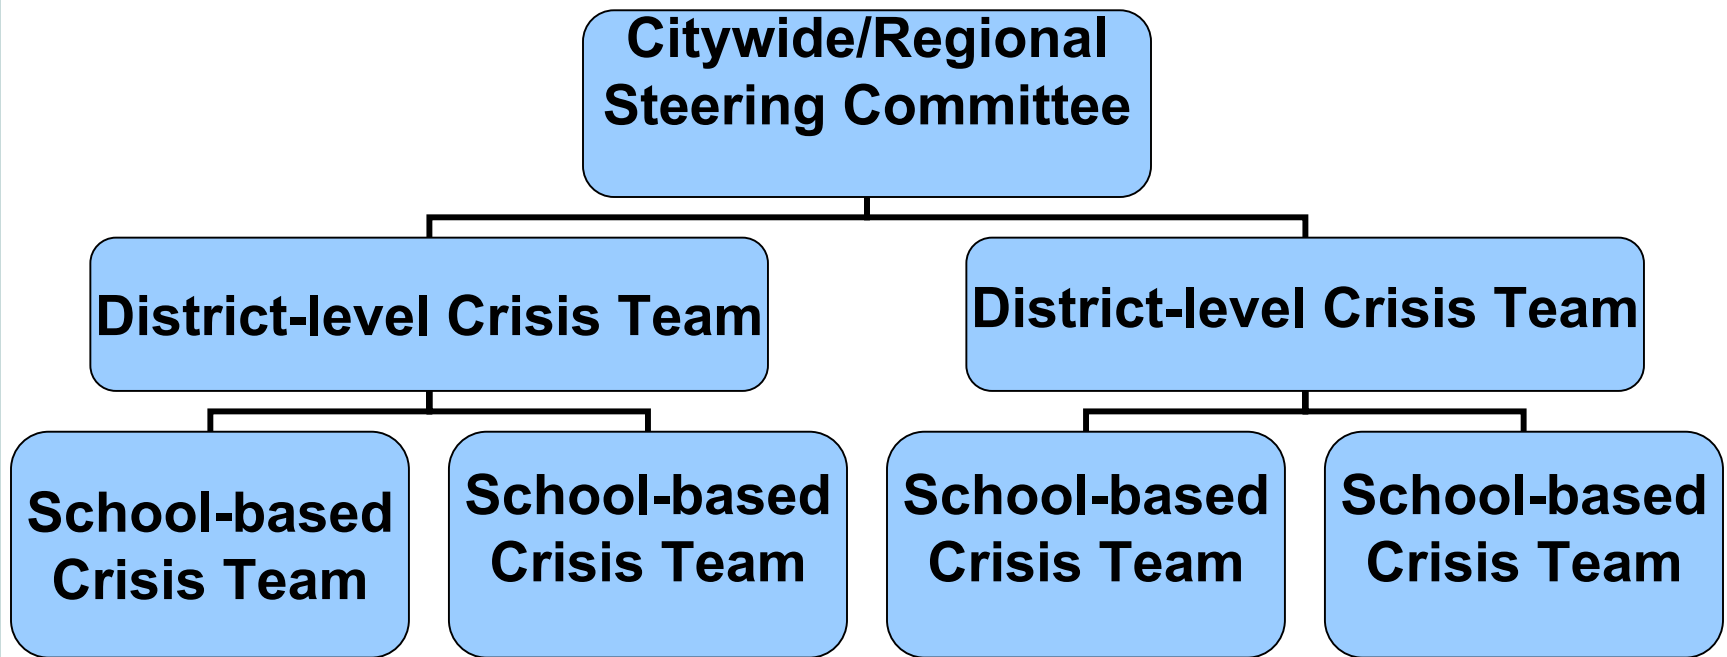 Citywide/Regional
Steering Committee
District-level Crisis Team
District-level Crisis Team
School-based
Crisis Team
School-based
Crisis Team
School-based
Crisis Team
School-based
Crisis Team